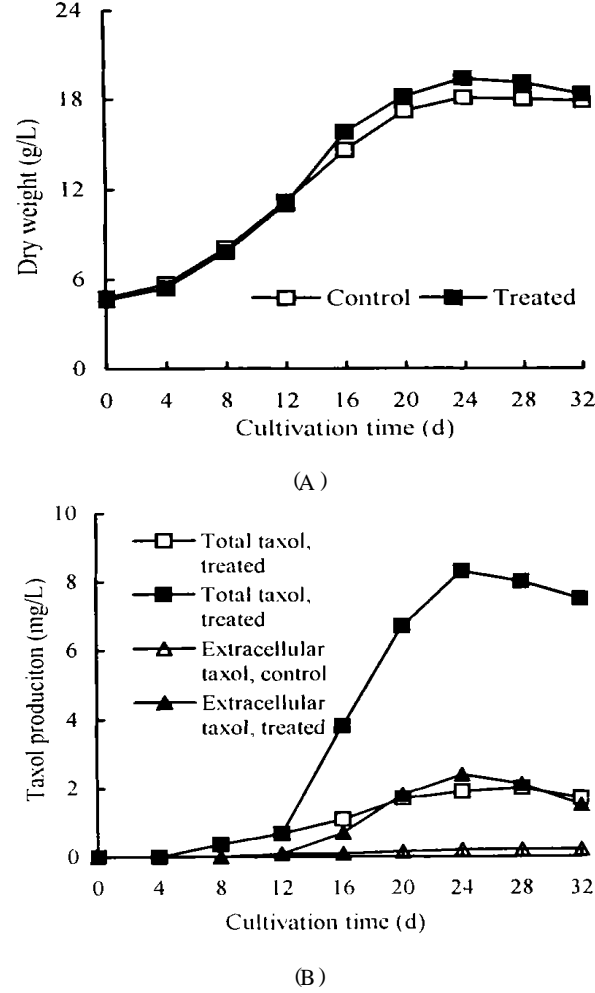 24
18
12
6
0
Dry weight (g/L)
Control
Treated
0 4 8 12 16 20 24 28 32
Cultivation time (d)
(A)
10
8
6
4
2
0
Taxol produciton (mg/L)
Total taxol,
treated
Total taxol,
treated
Extracellular
taxol, control
Extracellular
taxol, treated
0 4 8 12 16 20 24 28 32
Cultivation time (d)
(B)